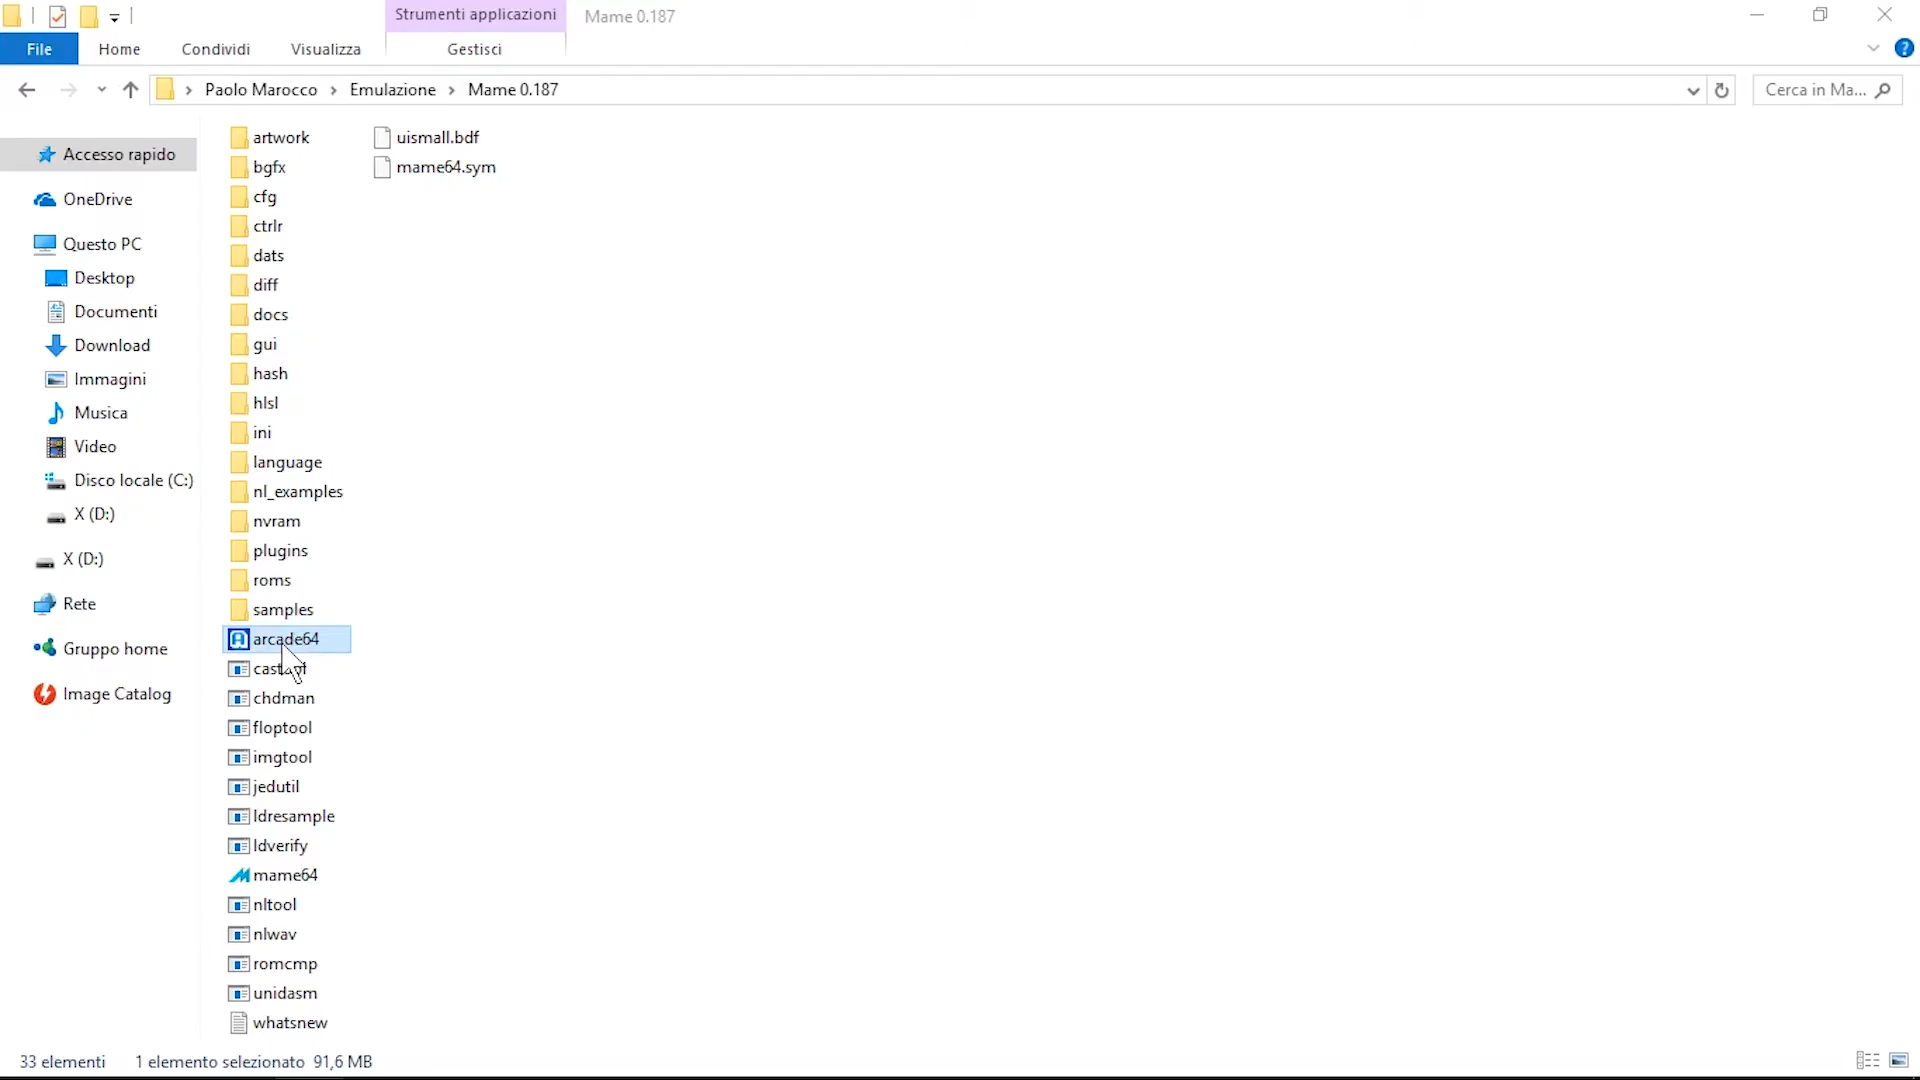 Strumenti applicazioni
Mame 0.187
File
Home
Condividi
Visualizza
Gestisci
Paolo Marocco
Emulazione
Mame 0.187
Cerca in Ma...
Accesso rapido
OneDrive
Questo PC
Desktop
Documenti
Download
Immagini
Musica
Video
Disco locale (C:)
X (D:)
X (D:)
Rete
Gruppo home
Image Catalog
artwork
bgfx
cfg
ctrlr
dats
diff
docs
gui
hash
hlsl
ini
language
nl_examples
nvram
plugins
roms
samples
arcade64
chdman
floptool
imgtool
jedutil
ldresample
ldverify
mame64
nltool
nlwav
romcmp
unidasm
whatsnew
uismall.bdf
mame64.sym
33 elementi
1 elemento selezionato 91,6 MB